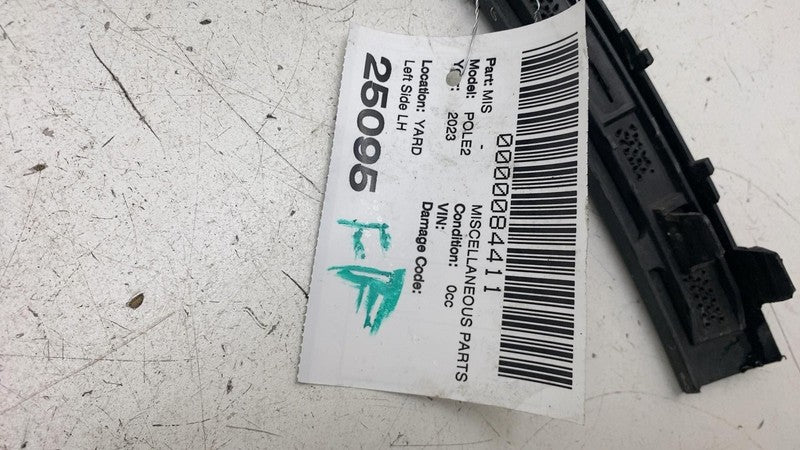 0000084411
Part: MIS - MISCELLANEOUS PARTS
Model: POLE2 Condition: 0cc
2023 VIN:
Location: YARD Damage Code:
Left Side LH
25095